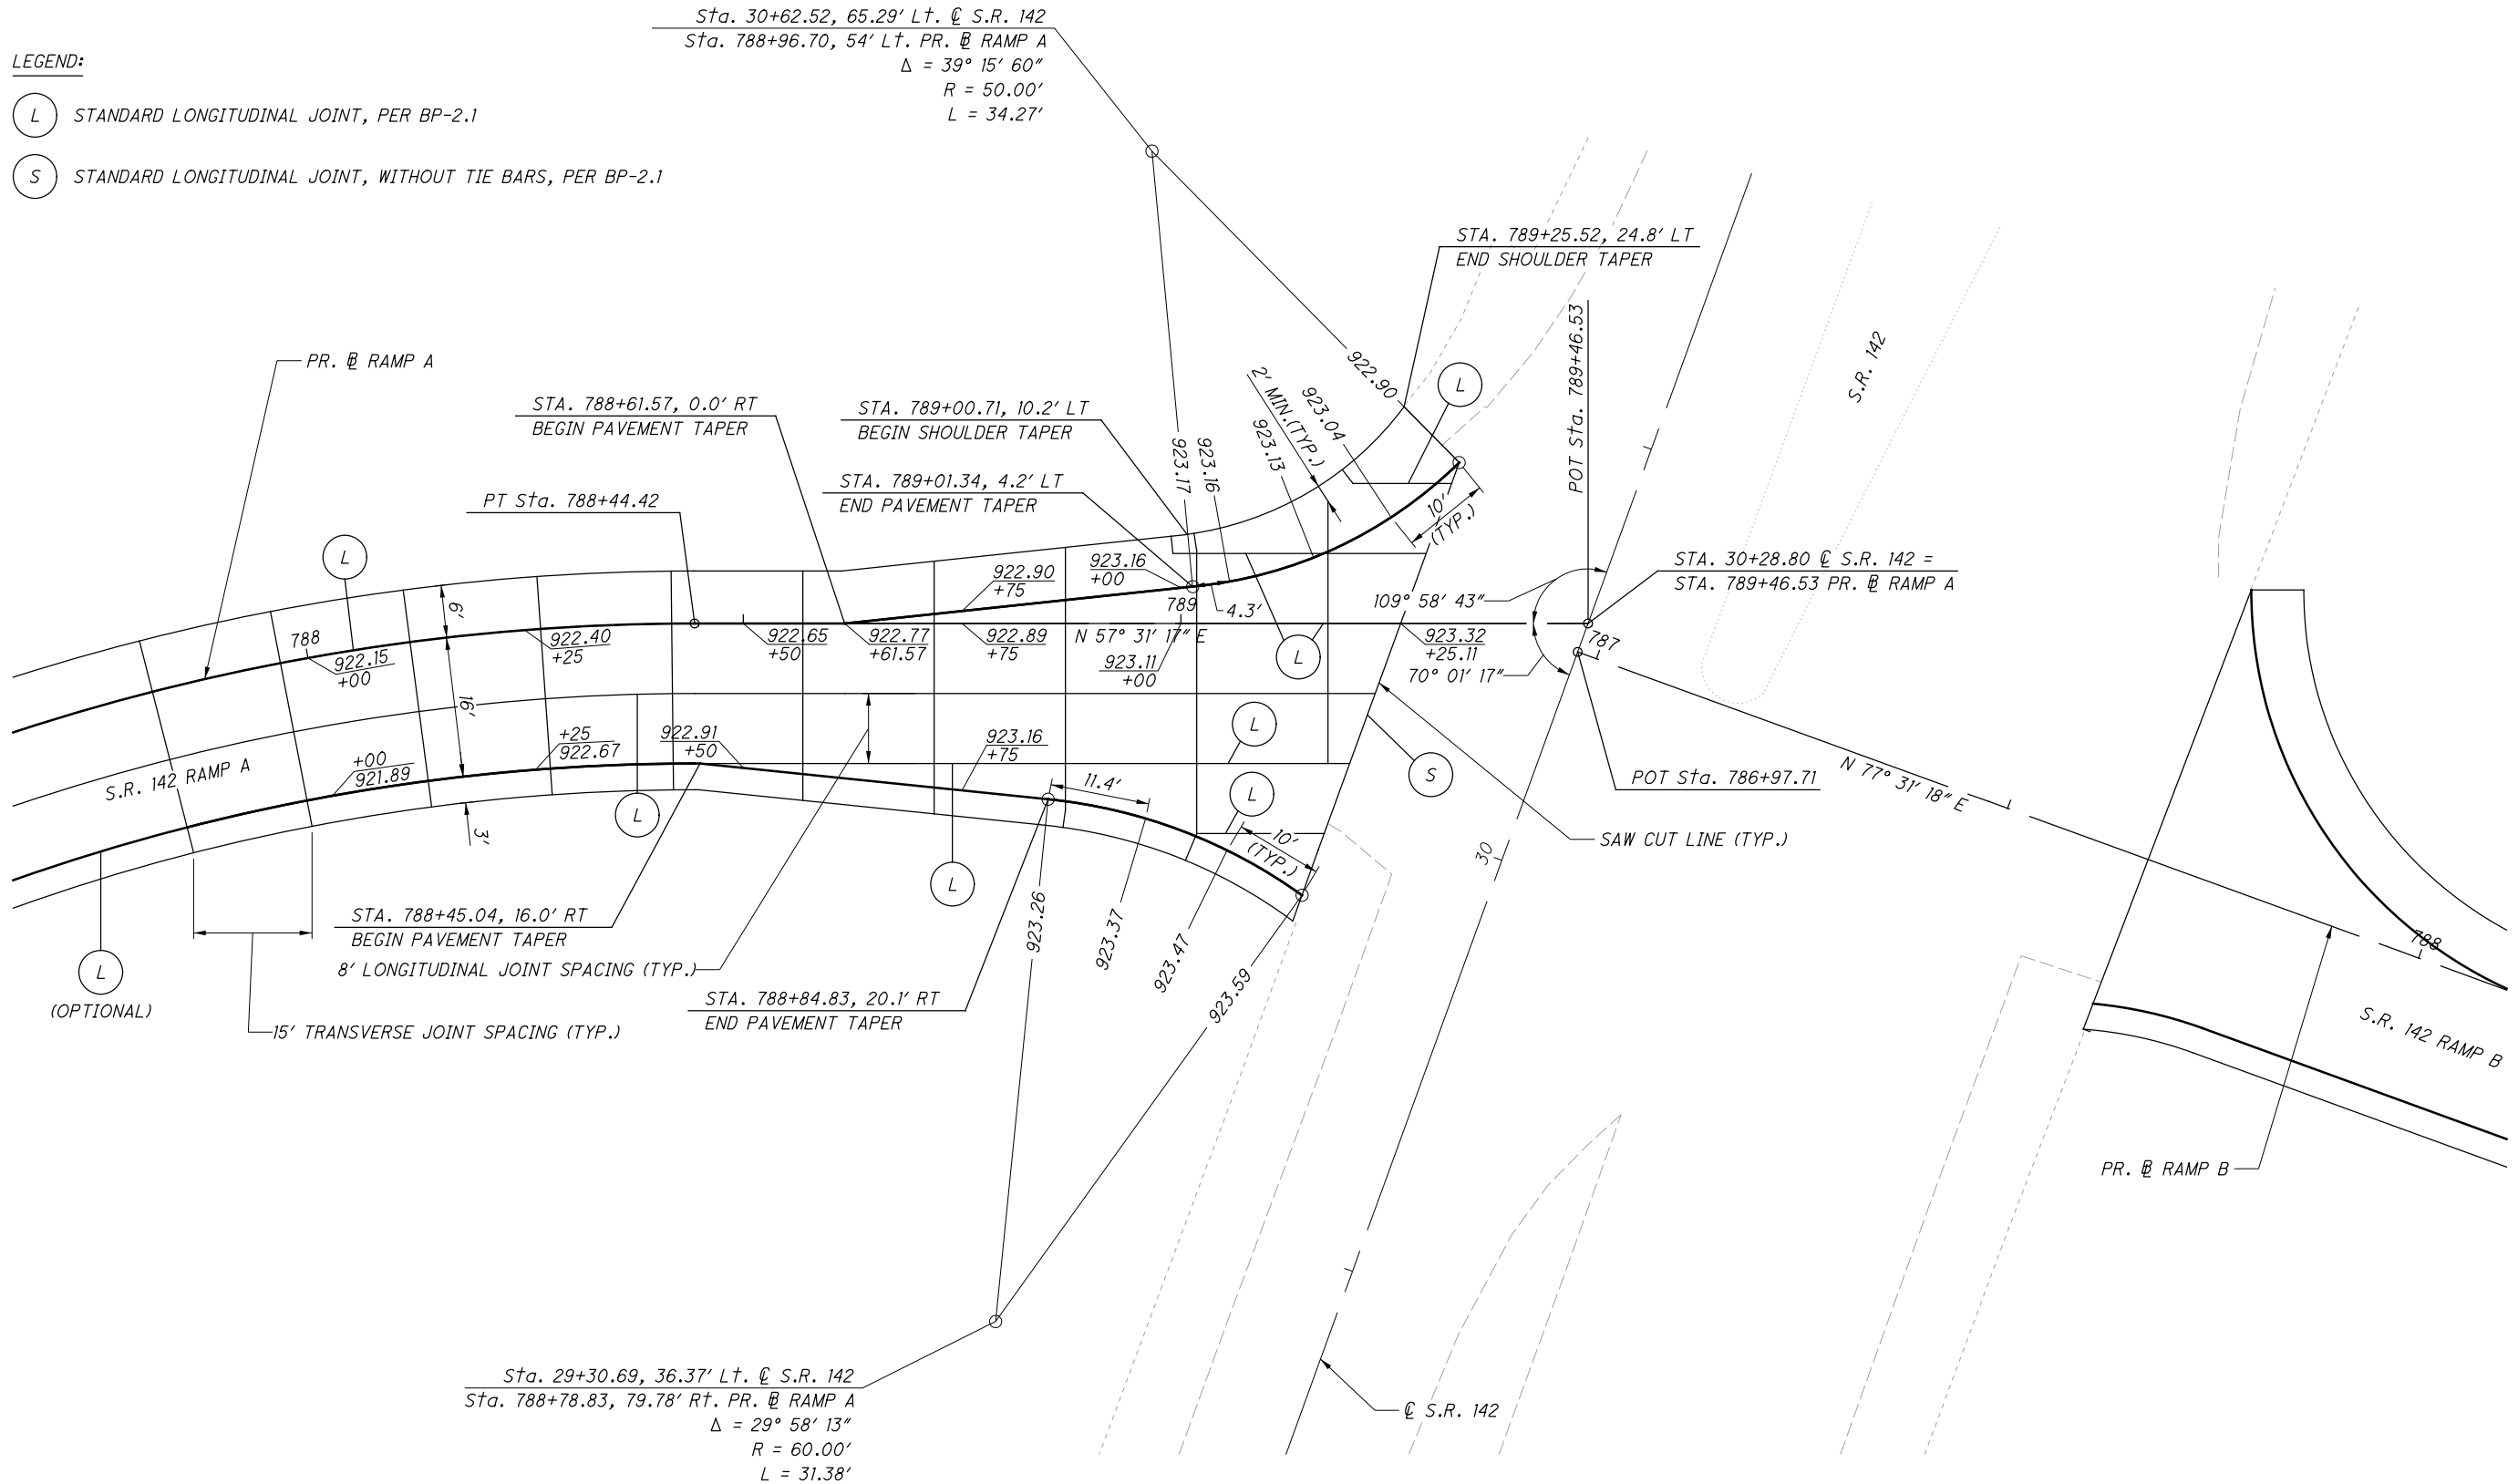 Sta. 30+62.52, 65.29' Lt. ℄ S.R. 142
Sta. 788+96.70, 54' Lt. PR. B̵L RAMP A
Δ = 39° 15' 60"
R = 50.00'
L = 34.27'
LEGEND:
L STANDARD LONGITUDINAL JOINT, PER BP-2.1
S STANDARD LONGITUDINAL JOINT, WITHOUT TIE BARS, PER BP-2.1
STA. 789+25.52, 24.8' LT
END SHOULDER TAPER
POT Sta. 789+46.53
S.R. 142
PR. B̵L RAMP A
922.90
L
2' MIN.(TYP.)
923.04
923.13
STA. 788+61.57, 0.0' RT
BEGIN PAVEMENT TAPER
STA. 789+00.71, 10.2' LT
BEGIN SHOULDER TAPER
923.17
923.16
STA. 789+01.34, 4.2' LT
END PAVEMENT TAPER
PT Sta. 788+44.42
10'
(TYP.)
L
STA. 30+28.80 ℄ S.R. 142 =
STA. 789+46.53 PR. B̵L RAMP A
923.16
+00
922.90
+75
6'
789
4.3'
109° 58' 43"
788
922.15
+00
922.40
+25
922.65
+50
922.77
+61.57
922.89
+75
N 57° 31' 17" E
923.11
+00
L
923.32
+25.11
70° 01' 17"
787
16'
S.R. 142 RAMP A
+00
921.89
+25
922.67
922.91
+50
923.16
+75
L
S
POT Sta. 786+97.71
N 77° 31' 18" E
11.4'
L
L
3'
10'
(TYP.)
SAW CUT LINE (TYP.)
30
L
STA. 788+45.04, 16.0' RT
BEGIN PAVEMENT TAPER
923.26
923.37
923.47
923.59
788
8' LONGITUDINAL JOINT SPACING (TYP.)
L
(OPTIONAL)
STA. 788+84.83, 20.1' RT
END PAVEMENT TAPER
15' TRANSVERSE JOINT SPACING (TYP.)
S.R. 142 RAMP B
PR. B̵L RAMP B
Sta. 29+30.69, 36.37' Lt. ℄ S.R. 142
Sta. 788+78.83, 79.78' Rt. PR. B̵L RAMP A
Δ = 29° 58' 13"
R = 60.00'
L = 31.38'
℄ S.R. 142